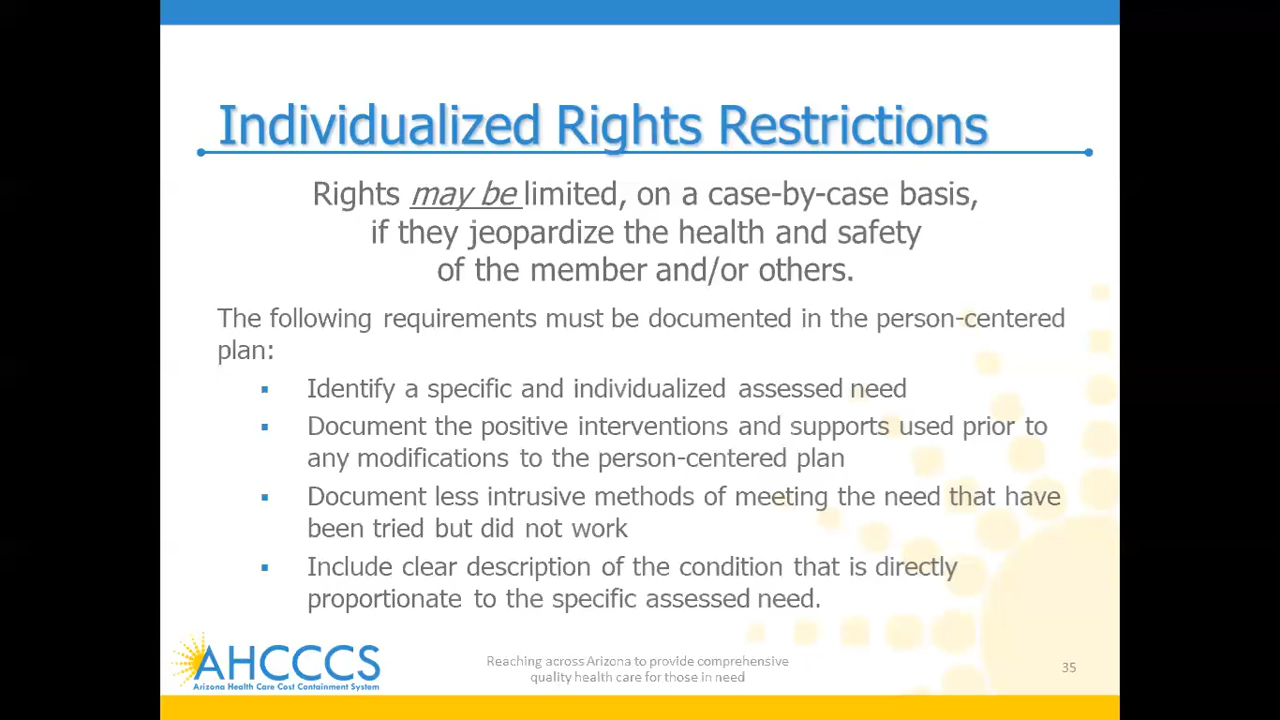 Individualized Rights Restrictions
Rights may be limited, on a case-by-case basis,
if they jeopardize the health and safety
of the member and/or others.
The following requirements must be documented in the person-centered
plan:
▪ Identify a specific and individualized assessed need
▪ Document the positive interventions and supports used prior to
any modifications to the person-centered plan
▪ Document less intrusive methods of meeting the need that have
been tried but did not work
▪ Include clear description of the condition that is directly
proportionate to the specific assessed need.
AHCCCS
Arizona Health Care Cost Containment System
Reaching across Arizona to provide comprehensive
quality health care for those in need
35